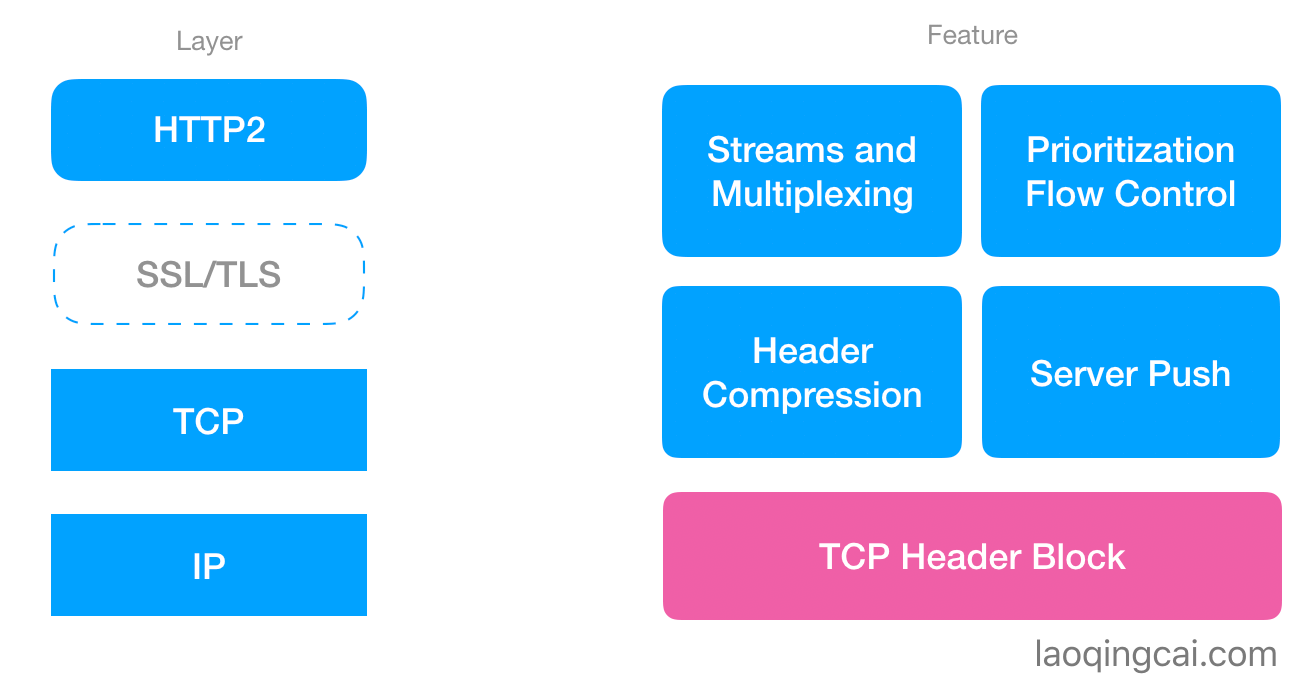 Layer
HTTP2
SSL/TLS
TCP
IP
Feature
Streams and
Multiplexing
Prioritization
Flow Control
Header
Compression
Server Push
TCP Header Block
laoqingcai.com